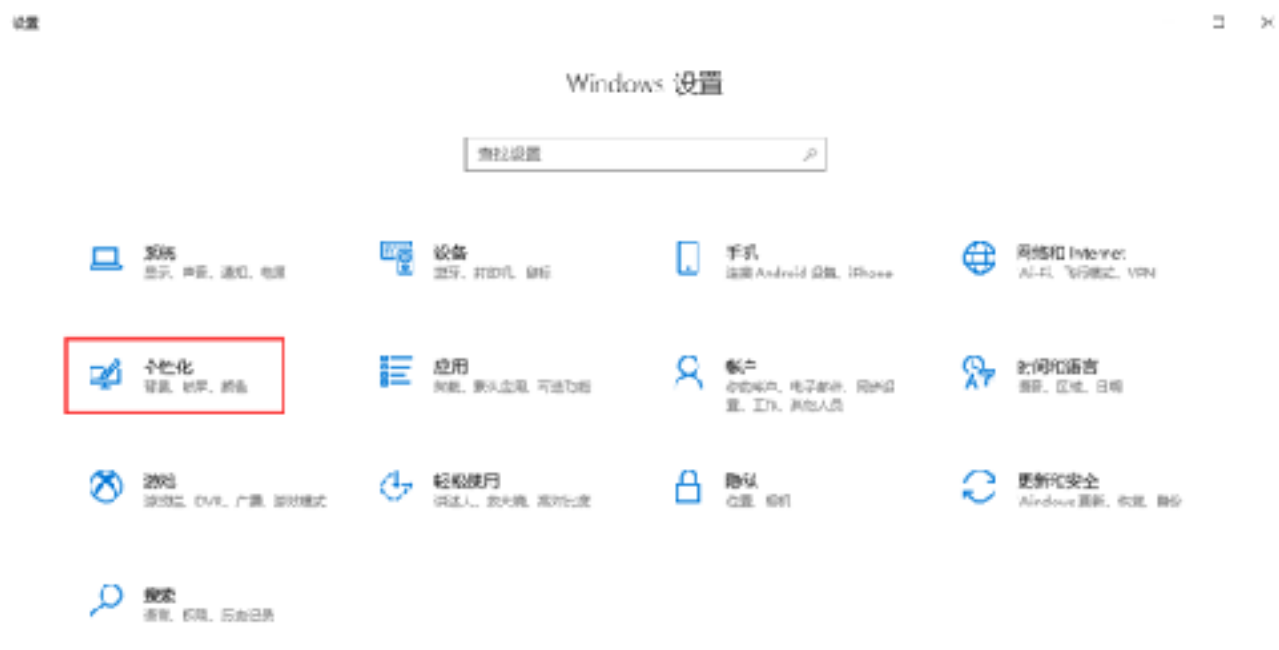 设置
Windows 设置
查找设置
系统
显示、声音、通知、电源
设备
蓝牙、打印机、鼠标
手机
连接 Android 设备、iPhone
网络和 Internet
飞行模式、VPN
个性化
背景、锁屏、颜色
应用
卸载、默认应用、可选功能
帐户
你的帐户、电子邮件、同步设
置、工作、其他人员
时间和语言
语音、区域、日期
游戏
游戏栏、DVR、广播、游戏模式
轻松使用
讲述人、放大镜、高对比度
隐私
位置、相机
更新和安全
Windows 更新、恢复、备份
搜索
语言、权限、历史记录